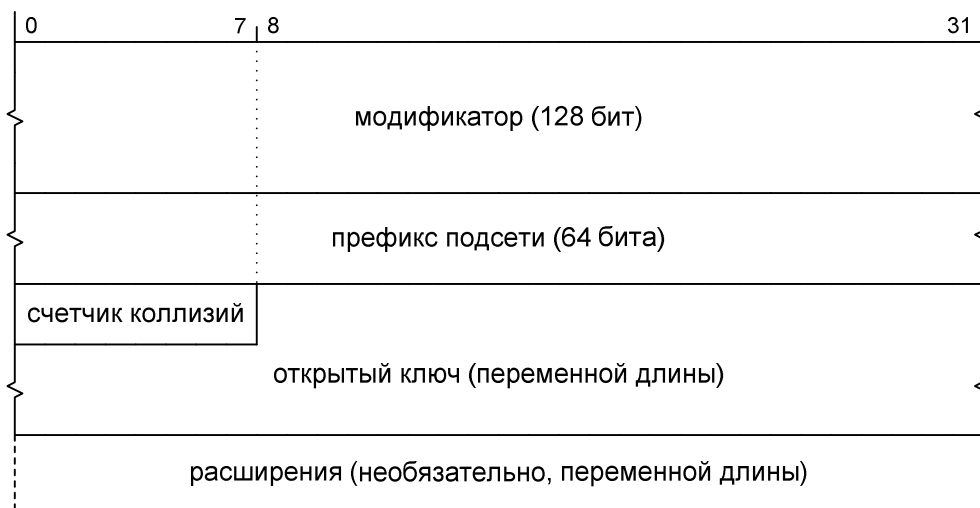 0 7 8 31
модификатор (128 бит)
префикс подсети (64 бита)
счетчик коллизий
открытый ключ (переменной длины)
расширения (необязательно, переменной длины)